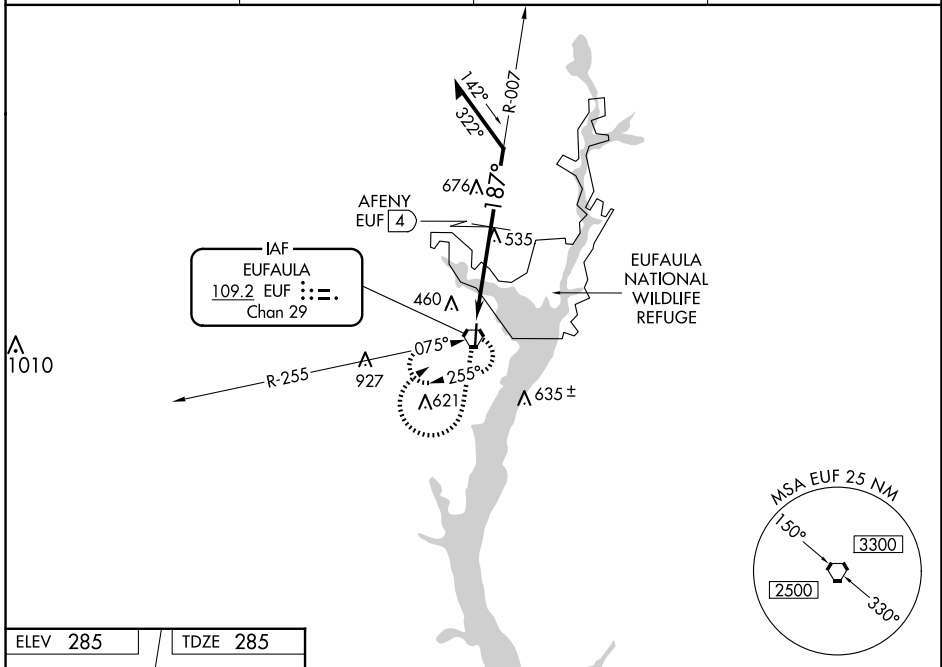 R-007
142°
322°
187°
676
AFENY
EUF 4
535
IAF
EUFAULA
109.2 EUF
Chan 29
EUFAULA
NATIONAL
WILDLIFE
REFUGE
460
1010
075°
R-255
927
255°
621
635 ±
MSA EUF 25 NM
150°
3300
2500
330°
ELEV 285
TDZE 285